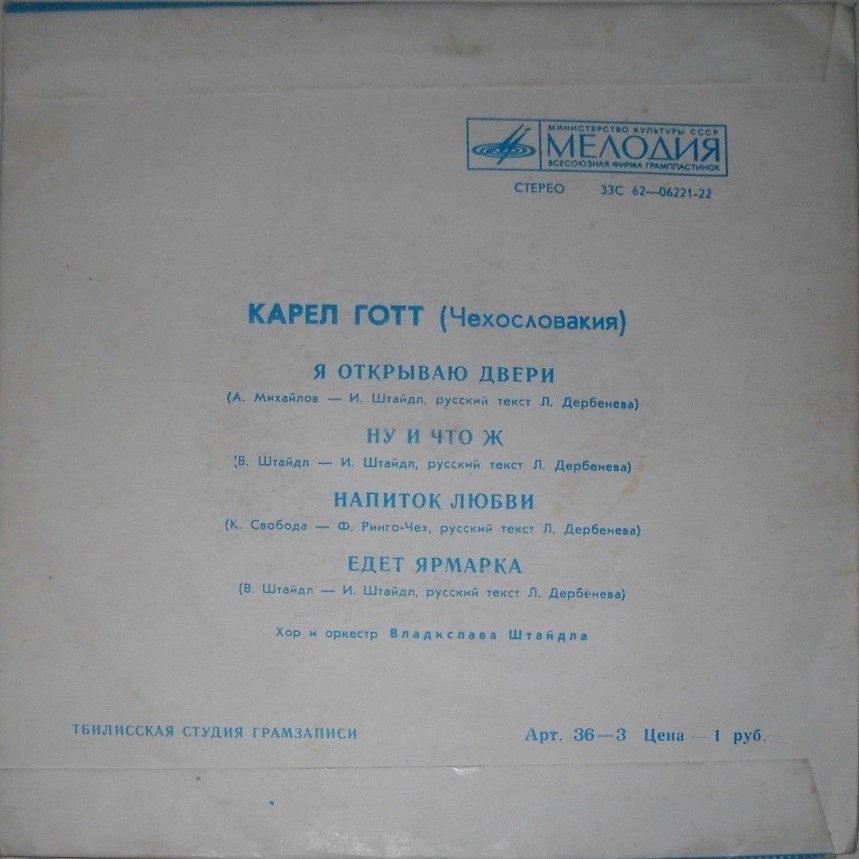 МИНИСТЕРСТВО КУЛЬТУРЫ СССР
МЕЛОДИЯ
ВСЕСОЮЗНАЯ ФИРМА ГРАМПЛАСТИНОК
СТЕРЕО 33С 62—06221-22
КАРЕЛ ГОТТ (Чехословакия)
Я ОТКРЫВАЮ ДВЕРИ
(А. Михайлов — И. Штайдл, русский текст Л. Дербенева)
НУ И ЧТО Ж
(В. Штайдл — И. Штайдл, русский текст Л. Дербенева)
НАПИТОК ЛЮБВИ
(К. Свобода — Ф. Ринго-Чех, русский текст Л. Дербенева)
ЕДЕТ ЯРМАРКА
(В. Штайдл — И. Штайдл, русский текст Л. Дербенева)
Хор и оркестр Владислава Штайдла
ТБИЛИССКАЯ СТУДИЯ ГРАМЗАПИСИ
Арт. 36—3 Цена — 1 руб.